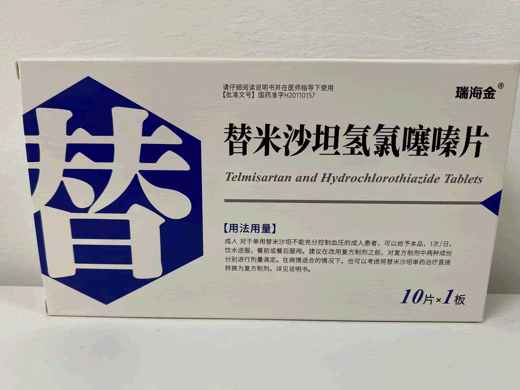 请仔细阅读说明书并在医师指导下使用
【批准文号】国药准字H20110157
瑞海金®
替
替米沙坦氢氯噻嗪片
Telmisartan and Hydrochlorothiazide Tablets
【用法用量】
成人 对于单用替米沙坦不能充分控制血压的成人患者，可以给予本品，1次/日，
饮水送服，餐前或餐后服用。建议在改用复方制剂之前，对复方制剂中两种成份
分别进行剂量滴定。在病情适合的情况下，也可以考虑将替米沙坦单药治疗直接
转换为复方制剂。详见说明书。
10片×1板